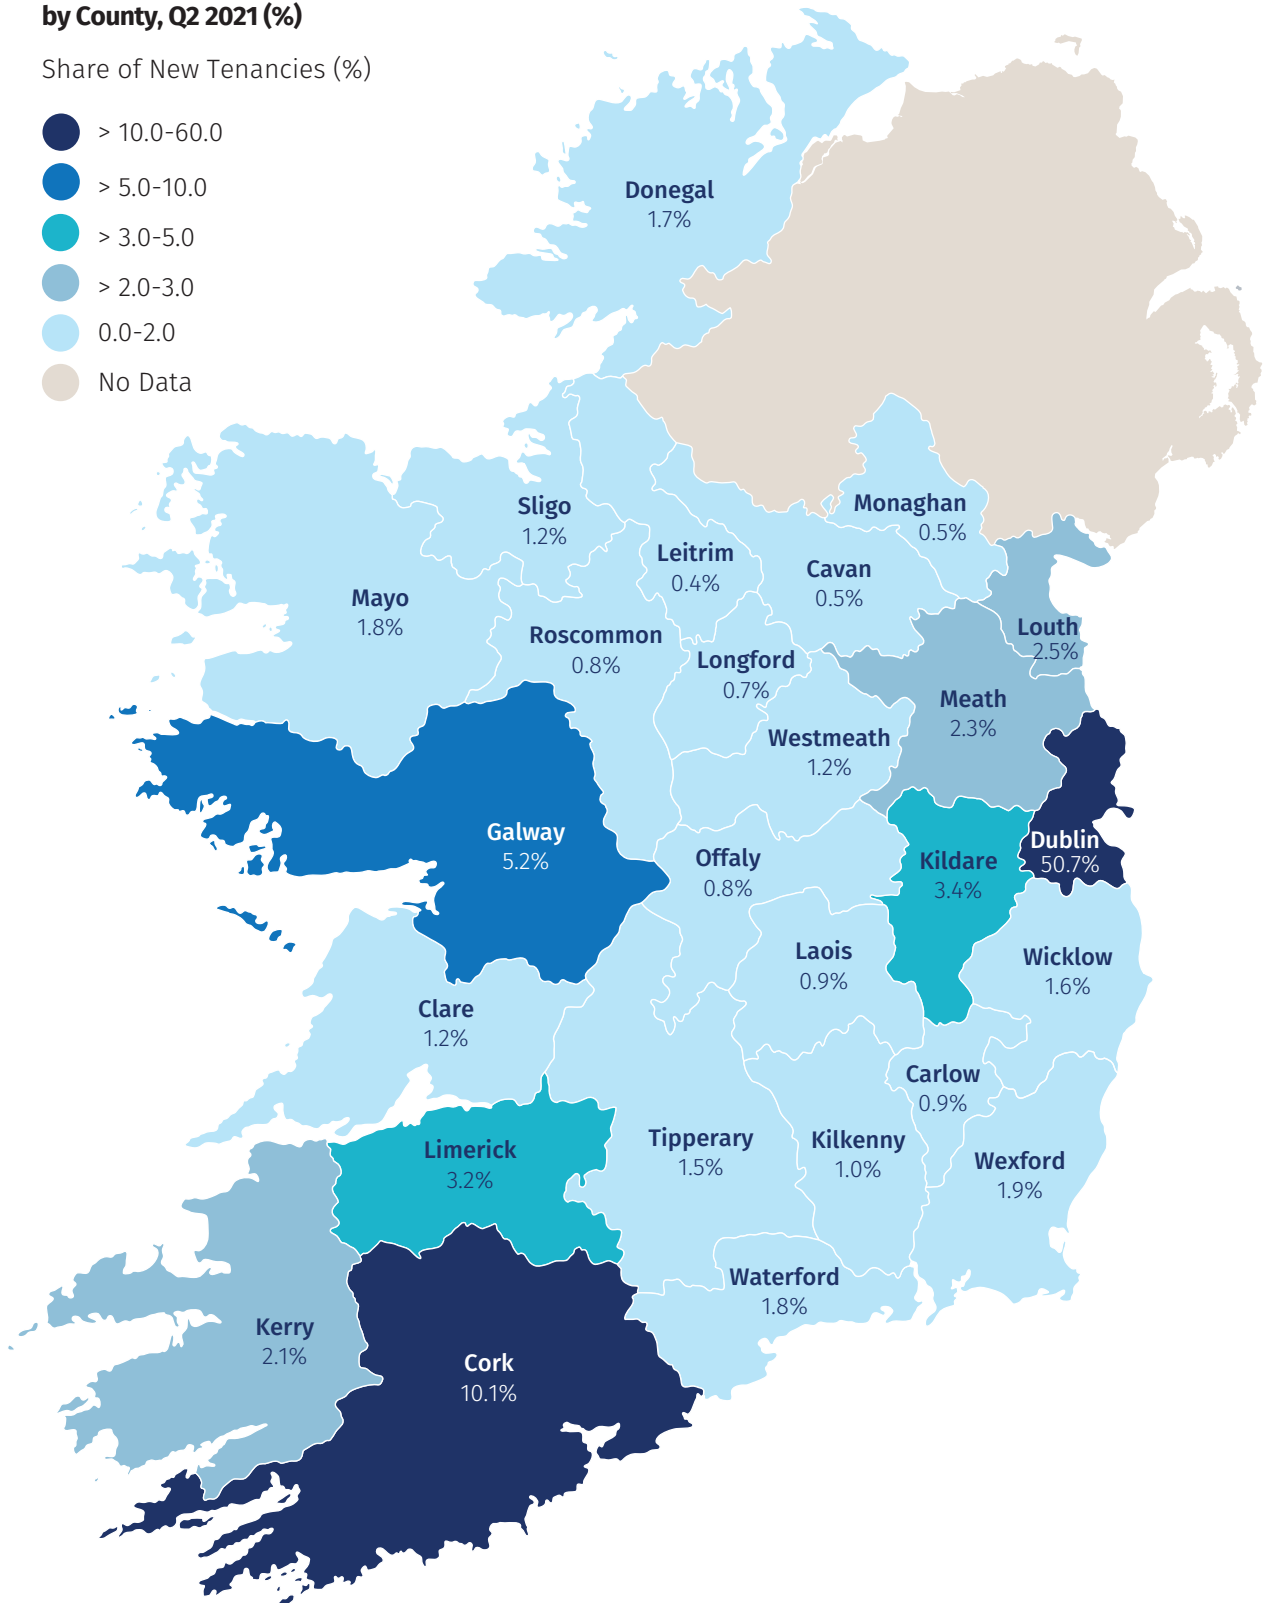 by County, Q2 2021 (%)
Share of New Tenancies (%)
> 10.0-60.0
> 5.0-10.0
> 3.0-5.0
> 2.0-3.0
0.0-2.0
No Data
Donegal
1.7%
Sligo
1.2%
Monaghan
0.5%
Leitrim
0.4%
Cavan
0.5%
Mayo
1.8%
Roscommon
0.8%
Louth
2.5%
Longford
0.7%
Meath
2.3%
Westmeath
1.2%
Galway
5.2%
Offaly
0.8%
Kildare
3.4%
Dublin
50.7%
Laois
0.9%
Wicklow
1.6%
Clare
1.2%
Carlow
0.9%
Limerick
3.2%
Tipperary
1.5%
Kilkenny
1.0%
Wexford
1.9%
Waterford
1.8%
Kerry
2.1%
Cork
10.1%